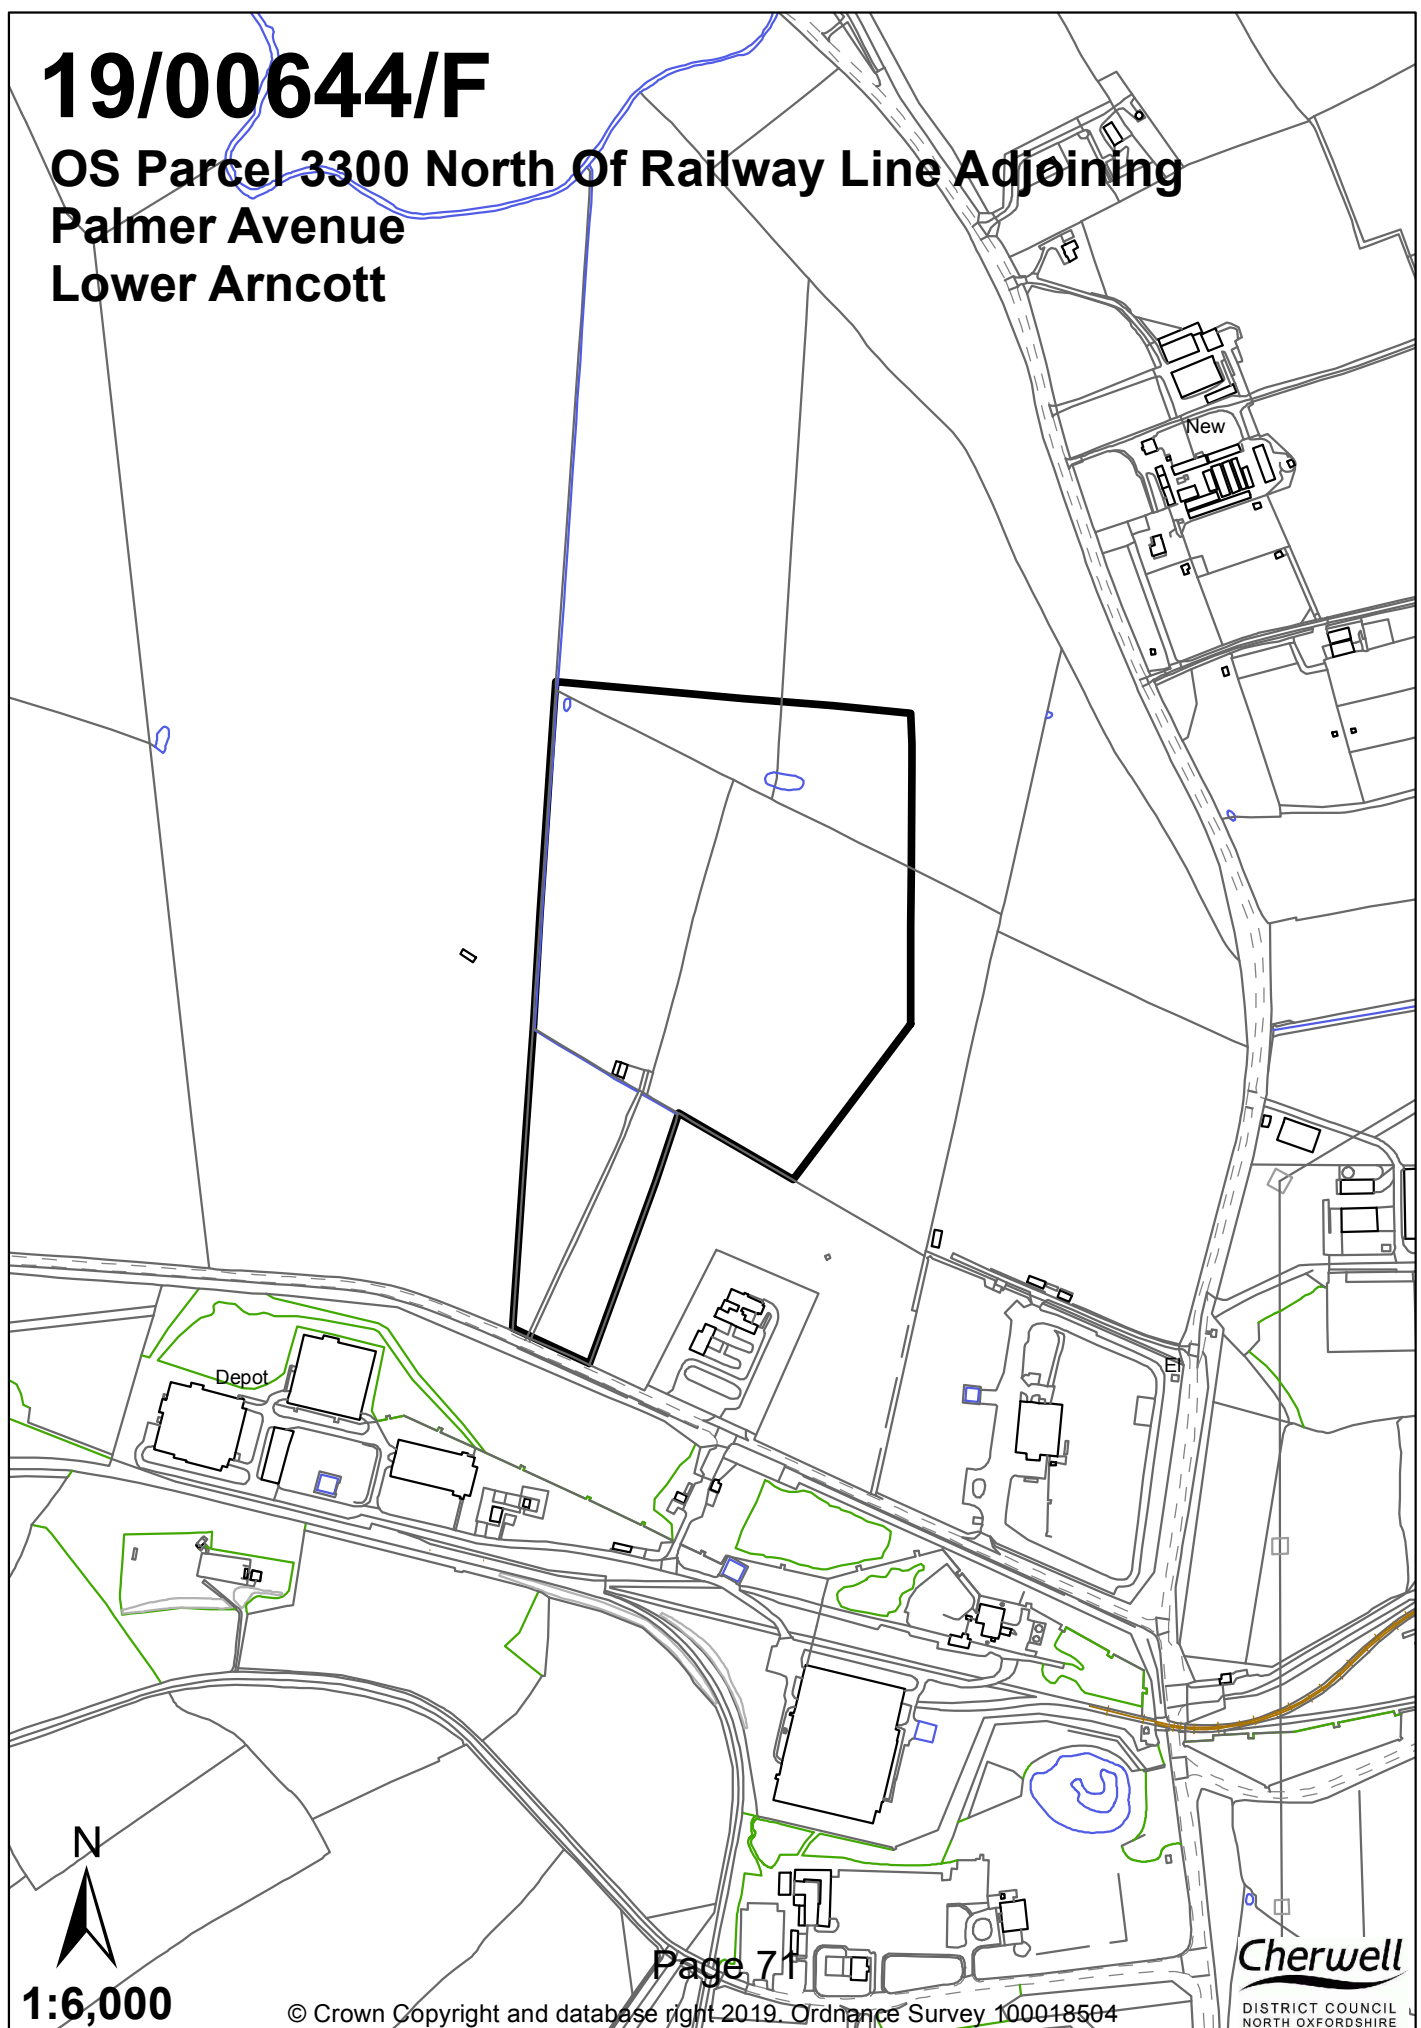 19/00644/F
OS Parcel 3300 North Of Railway Line Adjoining
Palmer Avenue
Lower Arncott
New
El
Depot
N
Page 71
1:6,000
© Crown Copyright and database right 2019. Ordnance Survey 100018504
Cherwell
DISTRICT COUNCIL
NORTH OXFORDSHIRE